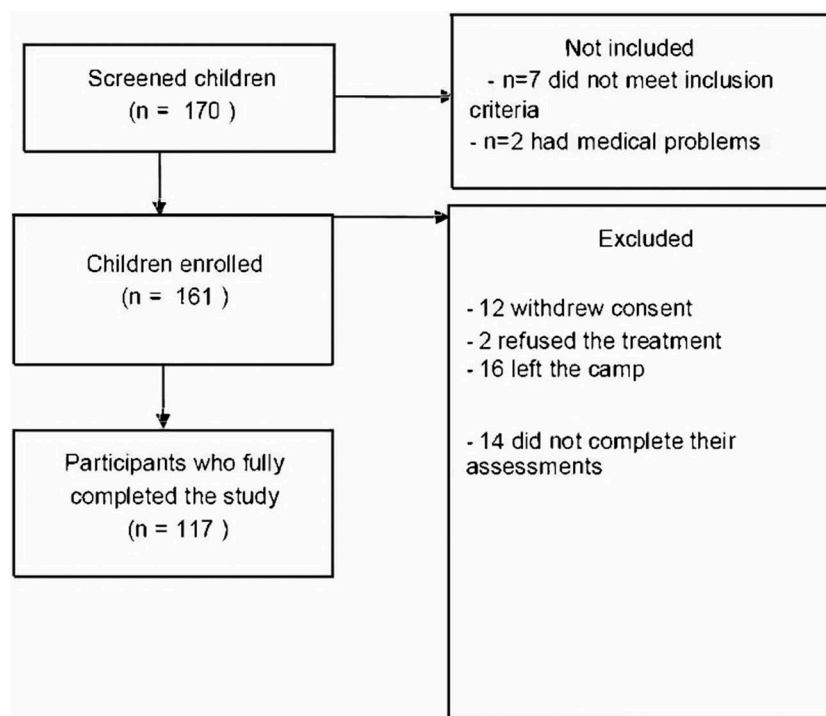 Screened children
(n = 170 )
Not included
- n=7 did not meet inclusion
criteria
- n=2 had medical problems
Children enrolled
(n = 161 )
Excluded
- 12 withdrew consent
- 2 refused the treatment
- 16 left the camp
- 14 did not complete their
assessments
Participants who fully
completed the study
(n = 117 )